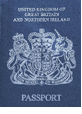 UNITED KINGDOM OF
GREAT BRITAIN
AND NORTHERN IRELAND
PASSPORT